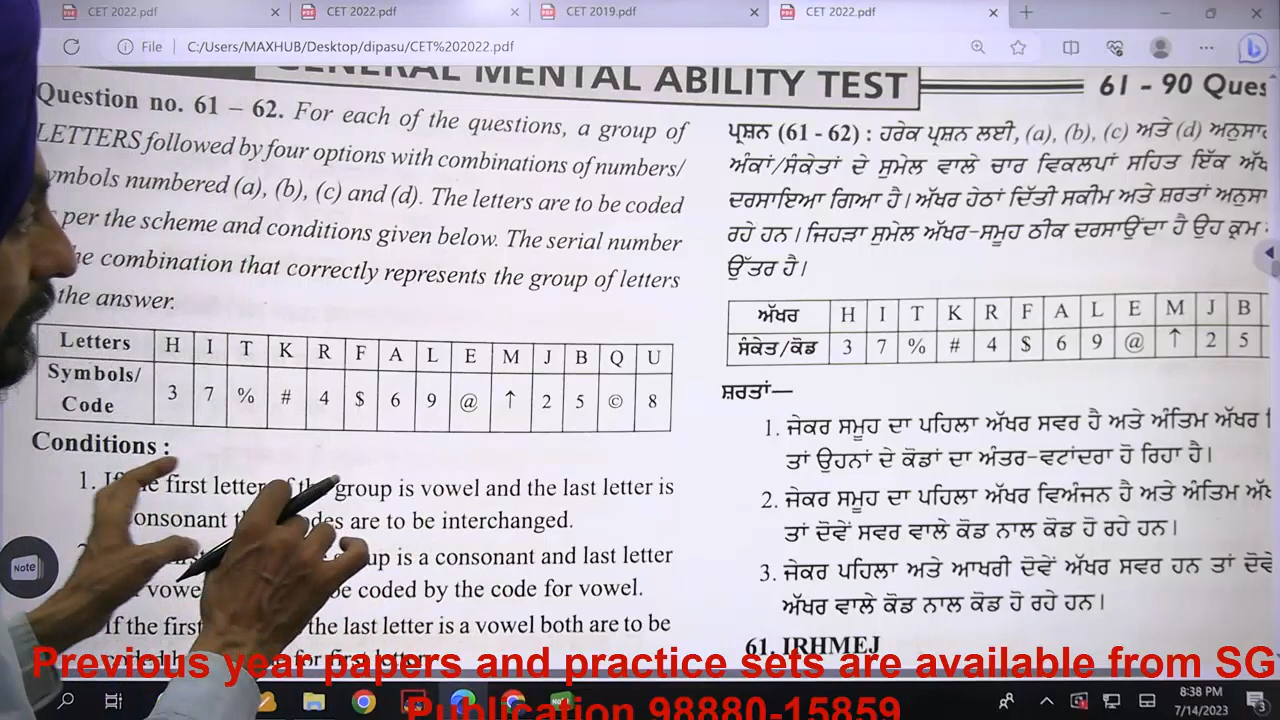 CET 2022.pdf
CET 2022.pdf
CET 2019.pdf
CET 2022.pdf
File
C:/Users/MAXHUB/Desktop/dipasu/CET%202022.pdf
GENERAL MENTAL ABILITY TEST
61 - 90 Ques
Question no. 61 – 62. For each of the questions, a group of
LETTERS followed by four options with combinations of numbers/
symbols numbered (a), (b), (c) and (d). The letters are to be coded
per the scheme and conditions given below. The serial number
he combination that correctly represents the group of letters
the answer.
Letters H I T K R F A L E M J B Q U
Symbols/
Code 3 7 % # 4 $ 6 9 @ ↑ 2 5 © 8
Conditions :
1. If the first letter of the group is vowel and the last letter is
consonant the codes are to be interchanged.
up is a consonant and last letter
vowel be coded by the code for vowel.
If the first the last letter is a vowel both are to be
for first letter
ਪ੍ਰਸ਼ਨ (61 - 62) : ਹਰੇਕ ਪ੍ਰਸ਼ਨ ਲਈ, (a), (b), (c) ਅਤੇ (d) ਅਨੁਸਾਰ
ਅੰਕਾਂ/ਸੰਕੇਤਾਂ ਦੇ ਸੁਮੇਲ ਵਾਲੇ ਚਾਰ ਵਿਕਲਪਾਂ ਸਹਿਤ ਇੱਕ ਅੱਖ
ਦਰਸਾਇਆ ਗਿਆ ਹੈ। ਅੱਖਰ ਹੇਠਾਂ ਦਿੱਤੀ ਸਕੀਮ ਅਤੇ ਸ਼ਰਤਾਂ ਅਨੁਸਾ
ਰਹੇ ਹਨ। ਜਿਹੜਾ ਸੁਮੇਲ ਅੱਖਰ-ਸਮੂਹ ਠੀਕ ਦਰਸਾਉਂਦਾ ਹੈ ਉਹ ਕ੍ਰਮ
ਉੱਤਰ ਹੈ।
ਅੱਖਰ H I T K R F A L E M J B
ਸੰਕੇਤ/ਕੋਡ 3 7 % # 4 $ 6 9 @ ↑ 2 5
ਸ਼ਰਤਾਂ—
1. ਜੇਕਰ ਸਮੂਹ ਦਾ ਪਹਿਲਾ ਅੱਖਰ ਸਵਰ ਹੈ ਅਤੇ ਅੰਤਿਮ ਅੱਖਰ
ਤਾਂ ਉਹਨਾਂ ਦੇ ਕੋਡਾਂ ਦਾ ਅੰਤਰ-ਵਟਾਂਦਰਾ ਹੋ ਰਿਹਾ ਹੈ।
2. ਜੇਕਰ ਸਮੂਹ ਦਾ ਪਹਿਲਾ ਅੱਖਰ ਵਿਅੰਜਨ ਹੈ ਅਤੇ ਅੰਤਿਮ ਅੱਖ
ਤਾਂ ਦੋਵੇਂ ਸਵਰ ਵਾਲੇ ਕੋਡ ਨਾਲ ਕੋਡ ਹੋ ਰਹੇ ਹਨ।
3. ਜੇਕਰ ਪਹਿਲਾ ਅਤੇ ਆਖਰੀ ਦੋਵੇਂ ਅੱਖਰ ਸਵਰ ਹਨ ਤਾਂ ਦੋਵੇਂ
ਅੱਖਰ ਵਾਲੇ ਕੋਡ ਨਾਲ ਕੋਡ ਹੋ ਰਹੇ ਹਨ।
61. IRHMEJ
Note
Previous year papers and practice sets are available from SG
Publication 98880-15859
8:38 PM
7/14/2023